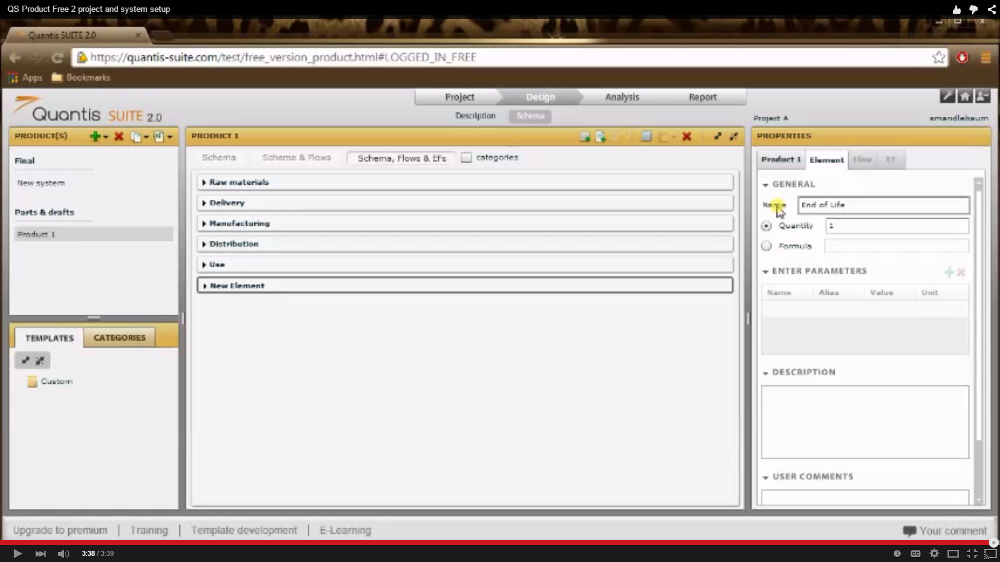 QS Product Free 2 project and system setup
Quantis SUITE 2.0
https://quantis-suite.com/test/free_version_product.html#LOGGED_IN_FREE
Apps Bookmarks
Quantis SUITE 2.0
Project Design Analysis Report
Description Schema
Project A smandlebaum
PRODUCT(S)
Final
New system
Parts & drafts
Product 1
TEMPLATES CATEGORIES
Custom
PRODUCT 1
Schema Schema & Flows Schema, Flows & EFs categories
Raw materials
Delivery
Manufacturing
Distribution
Use
New Element
PROPERTIES
Product 1 Element Flow EF
GENERAL
Name End of Life
Quantity 1
Formula
ENTER PARAMETERS
Name Alias Value Unit
DESCRIPTION
USER COMMENTS
Upgrade to premium | Training | Template development | E-Learning Your comment
3:38 / 3:39
CC